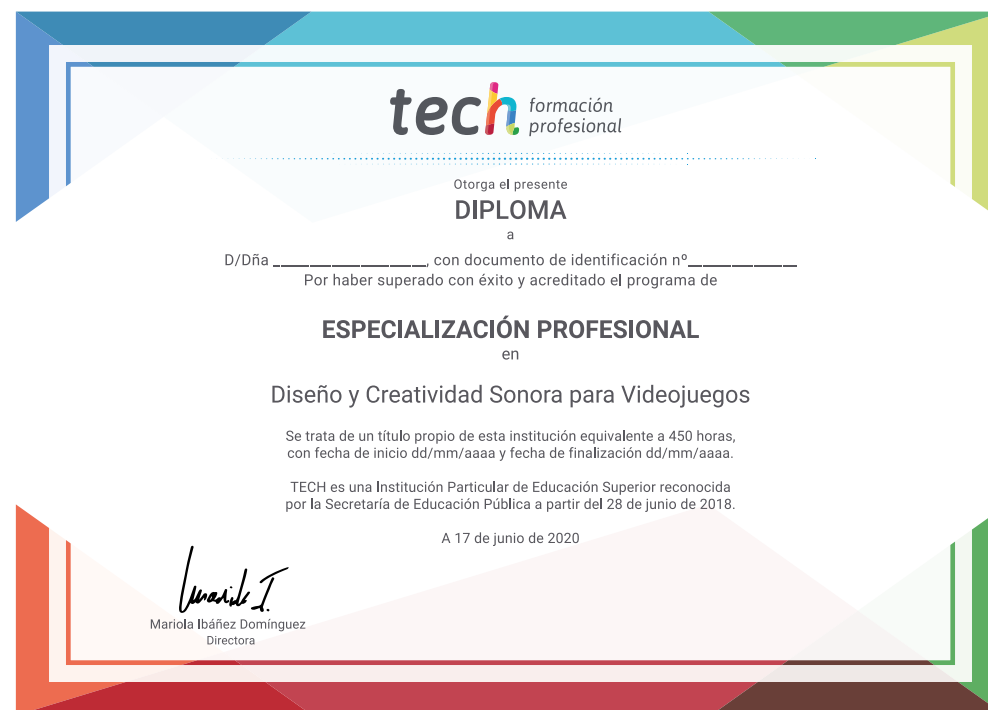 tech formación
profesional
Otorga el presente
DIPLOMA
a
D/Dña ____________________, con documento de identificación nº______________
Por haber superado con éxito y acreditado el programa de
ESPECIALIZACIÓN PROFESIONAL
en
Diseño y Creatividad Sonora para Videojuegos
Se trata de un título propio de esta institución equivalente a 450 horas,
con fecha de inicio dd/mm/aaaa y fecha de finalización dd/mm/aaaa.
TECH es una Institución Particular de Educación Superior reconocida
por la Secretaría de Educación Pública a partir del 28 de junio de 2018.
A 17 de junio de 2020
Mariola Ibáñez Domínguez
Directora